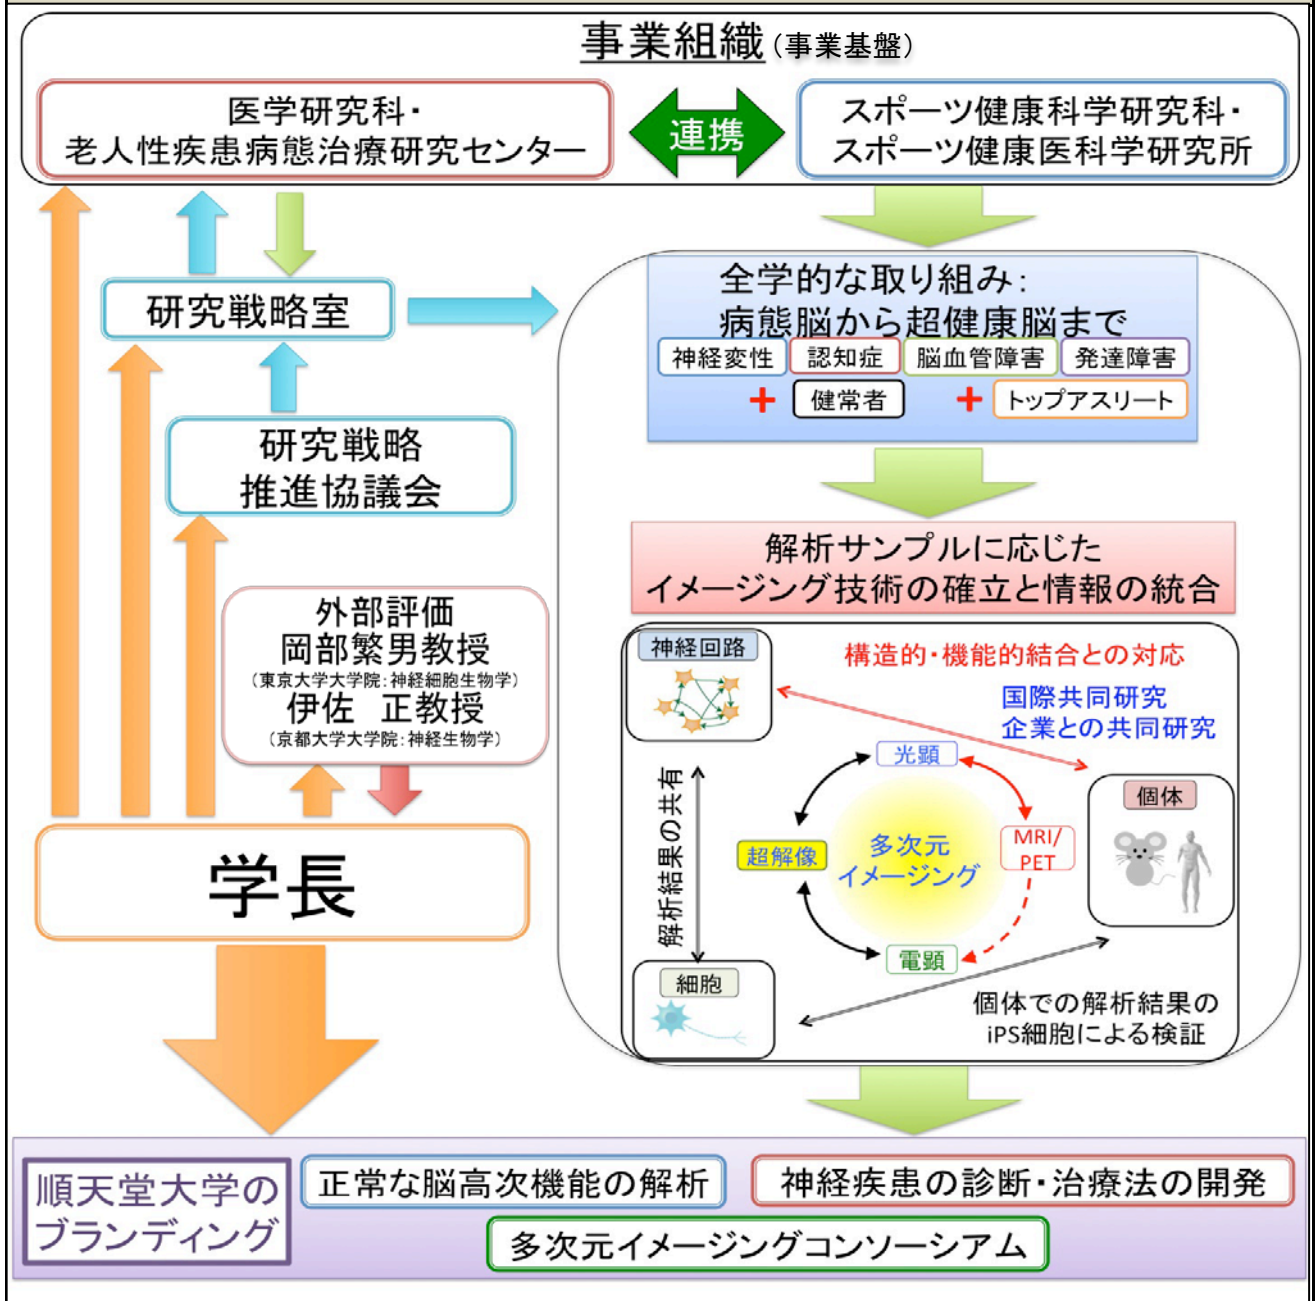 事業組織（事業基盤）
医学研究科・
老人性疾患病態治療研究センター
連携
スポーツ健康科学研究科・
スポーツ健康医科学研究所
研究戦略室
研究戦略
推進協議会
外部評価
岡部繁男教授
（東京大学大学院：神経細胞生物学）
伊佐 正教授
（京都大学大学院：神経生物学）
学長
全学的な取り組み：
病態脳から超健康脳まで
神経変性 認知症 脳血管障害 発達障害
+ 健常者 + トップアスリート
解析サンプルに応じた
イメージング技術の確立と情報の統合
神経回路
構造的・機能的結合との対応
国際共同研究
企業との共同研究
光顕
個体
解析結果の共有
超解像
多次元
イメージング
MRI/
PET
電顕
細胞
個体での解析結果の
iPS細胞による検証
順天堂大学の
ブランディング
正常な脳高次機能の解析
神経疾患の診断・治療法の開発
多次元イメージングコンソーシアム